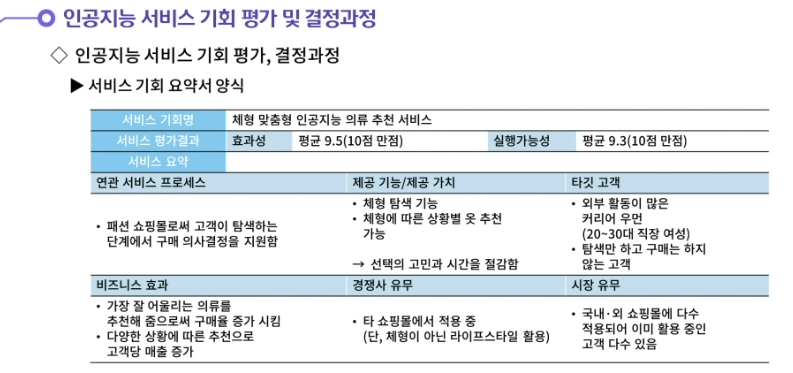 인공지능 서비스 기회 평가 및 결정과정
◇ 인공지능 서비스 기회 평가, 결정과정
▶ 서비스 기회 요약서 양식
서비스 기회명 체형 맞춤형 인공지능 의류 추천 서비스
서비스 평가결과 효과성 평균 9.5(10점 만점) 실행가능성 평균 9.3(10점 만점)
서비스 요약
연관 서비스 프로세스 제공 기능/제공 가치 타깃 고객
• 패션 쇼핑몰로써 고객이 탐색하는
단계에서 구매 의사결정을 지원함
• 체형 탐색 기능
• 체형에 따른 상황별 옷 추천
가능
→ 선택의 고민과 시간을 절감함
• 외부 활동이 많은
커리어 우먼
(20~30대 직장 여성)
• 탐색만 하고 구매는 하지
않는 고객
비즈니스 효과 경쟁사 유무 시장 유무
• 가장 잘 어울리는 의류를
추천해 줌으로써 구매율 증가 시킴
• 다양한 상황에 따른 추천으로
고객당 매출 증가
• 타 쇼핑몰에서 적용 중
(단, 체형이 아닌 라이프스타일 활용)
• 국내·외 쇼핑몰에 다수
적용되어 이미 활용 중인
고객 다수 있음